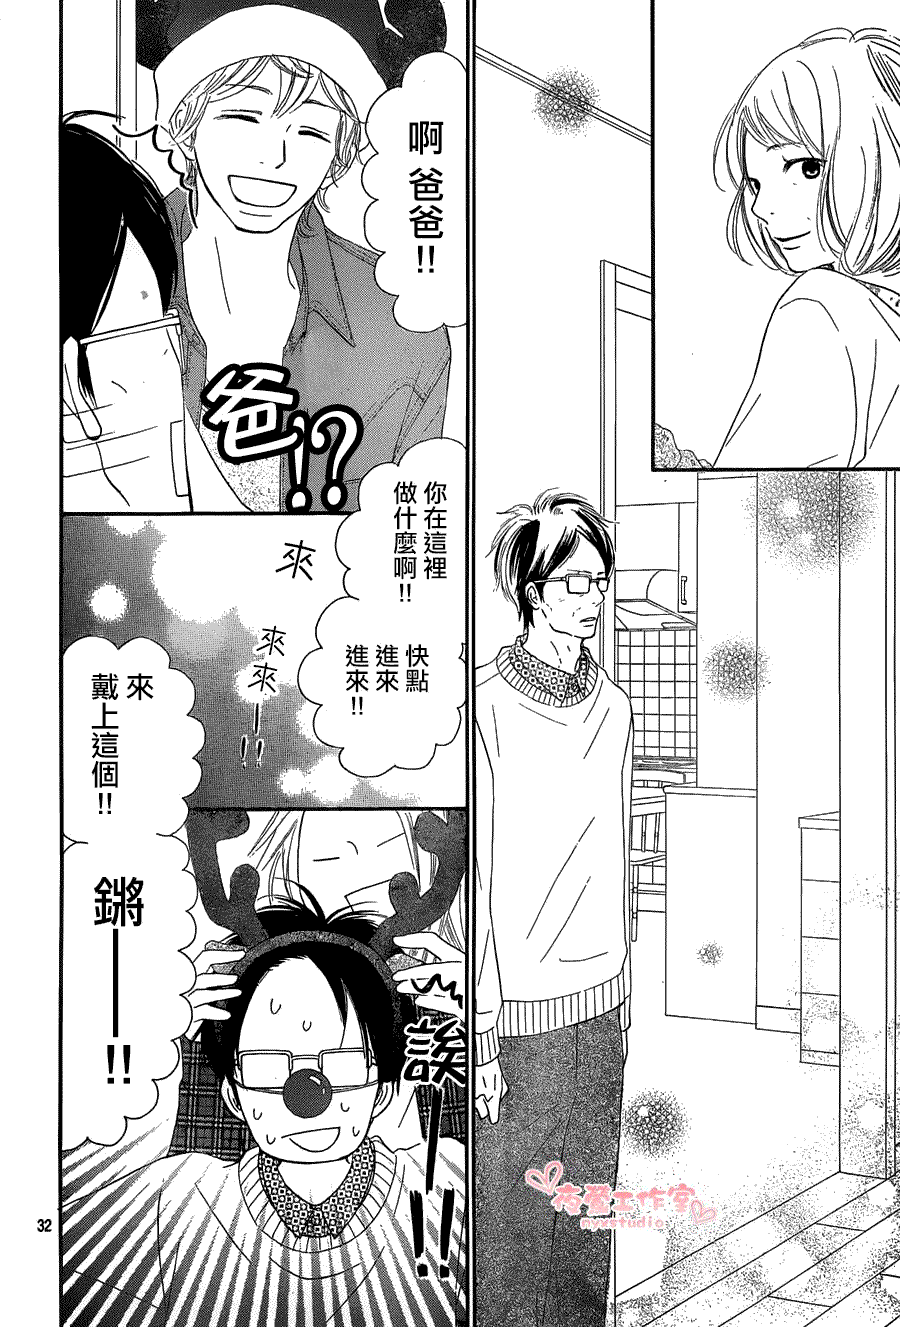 啊 爸爸!!
爸!?
你在這裡
做什麼啊!!
快點
進來
進來!!
來
來來—!!
來
戴上這個!!
鏘——!!
誒—!!
夜鶯工作室
nyxstudio
32